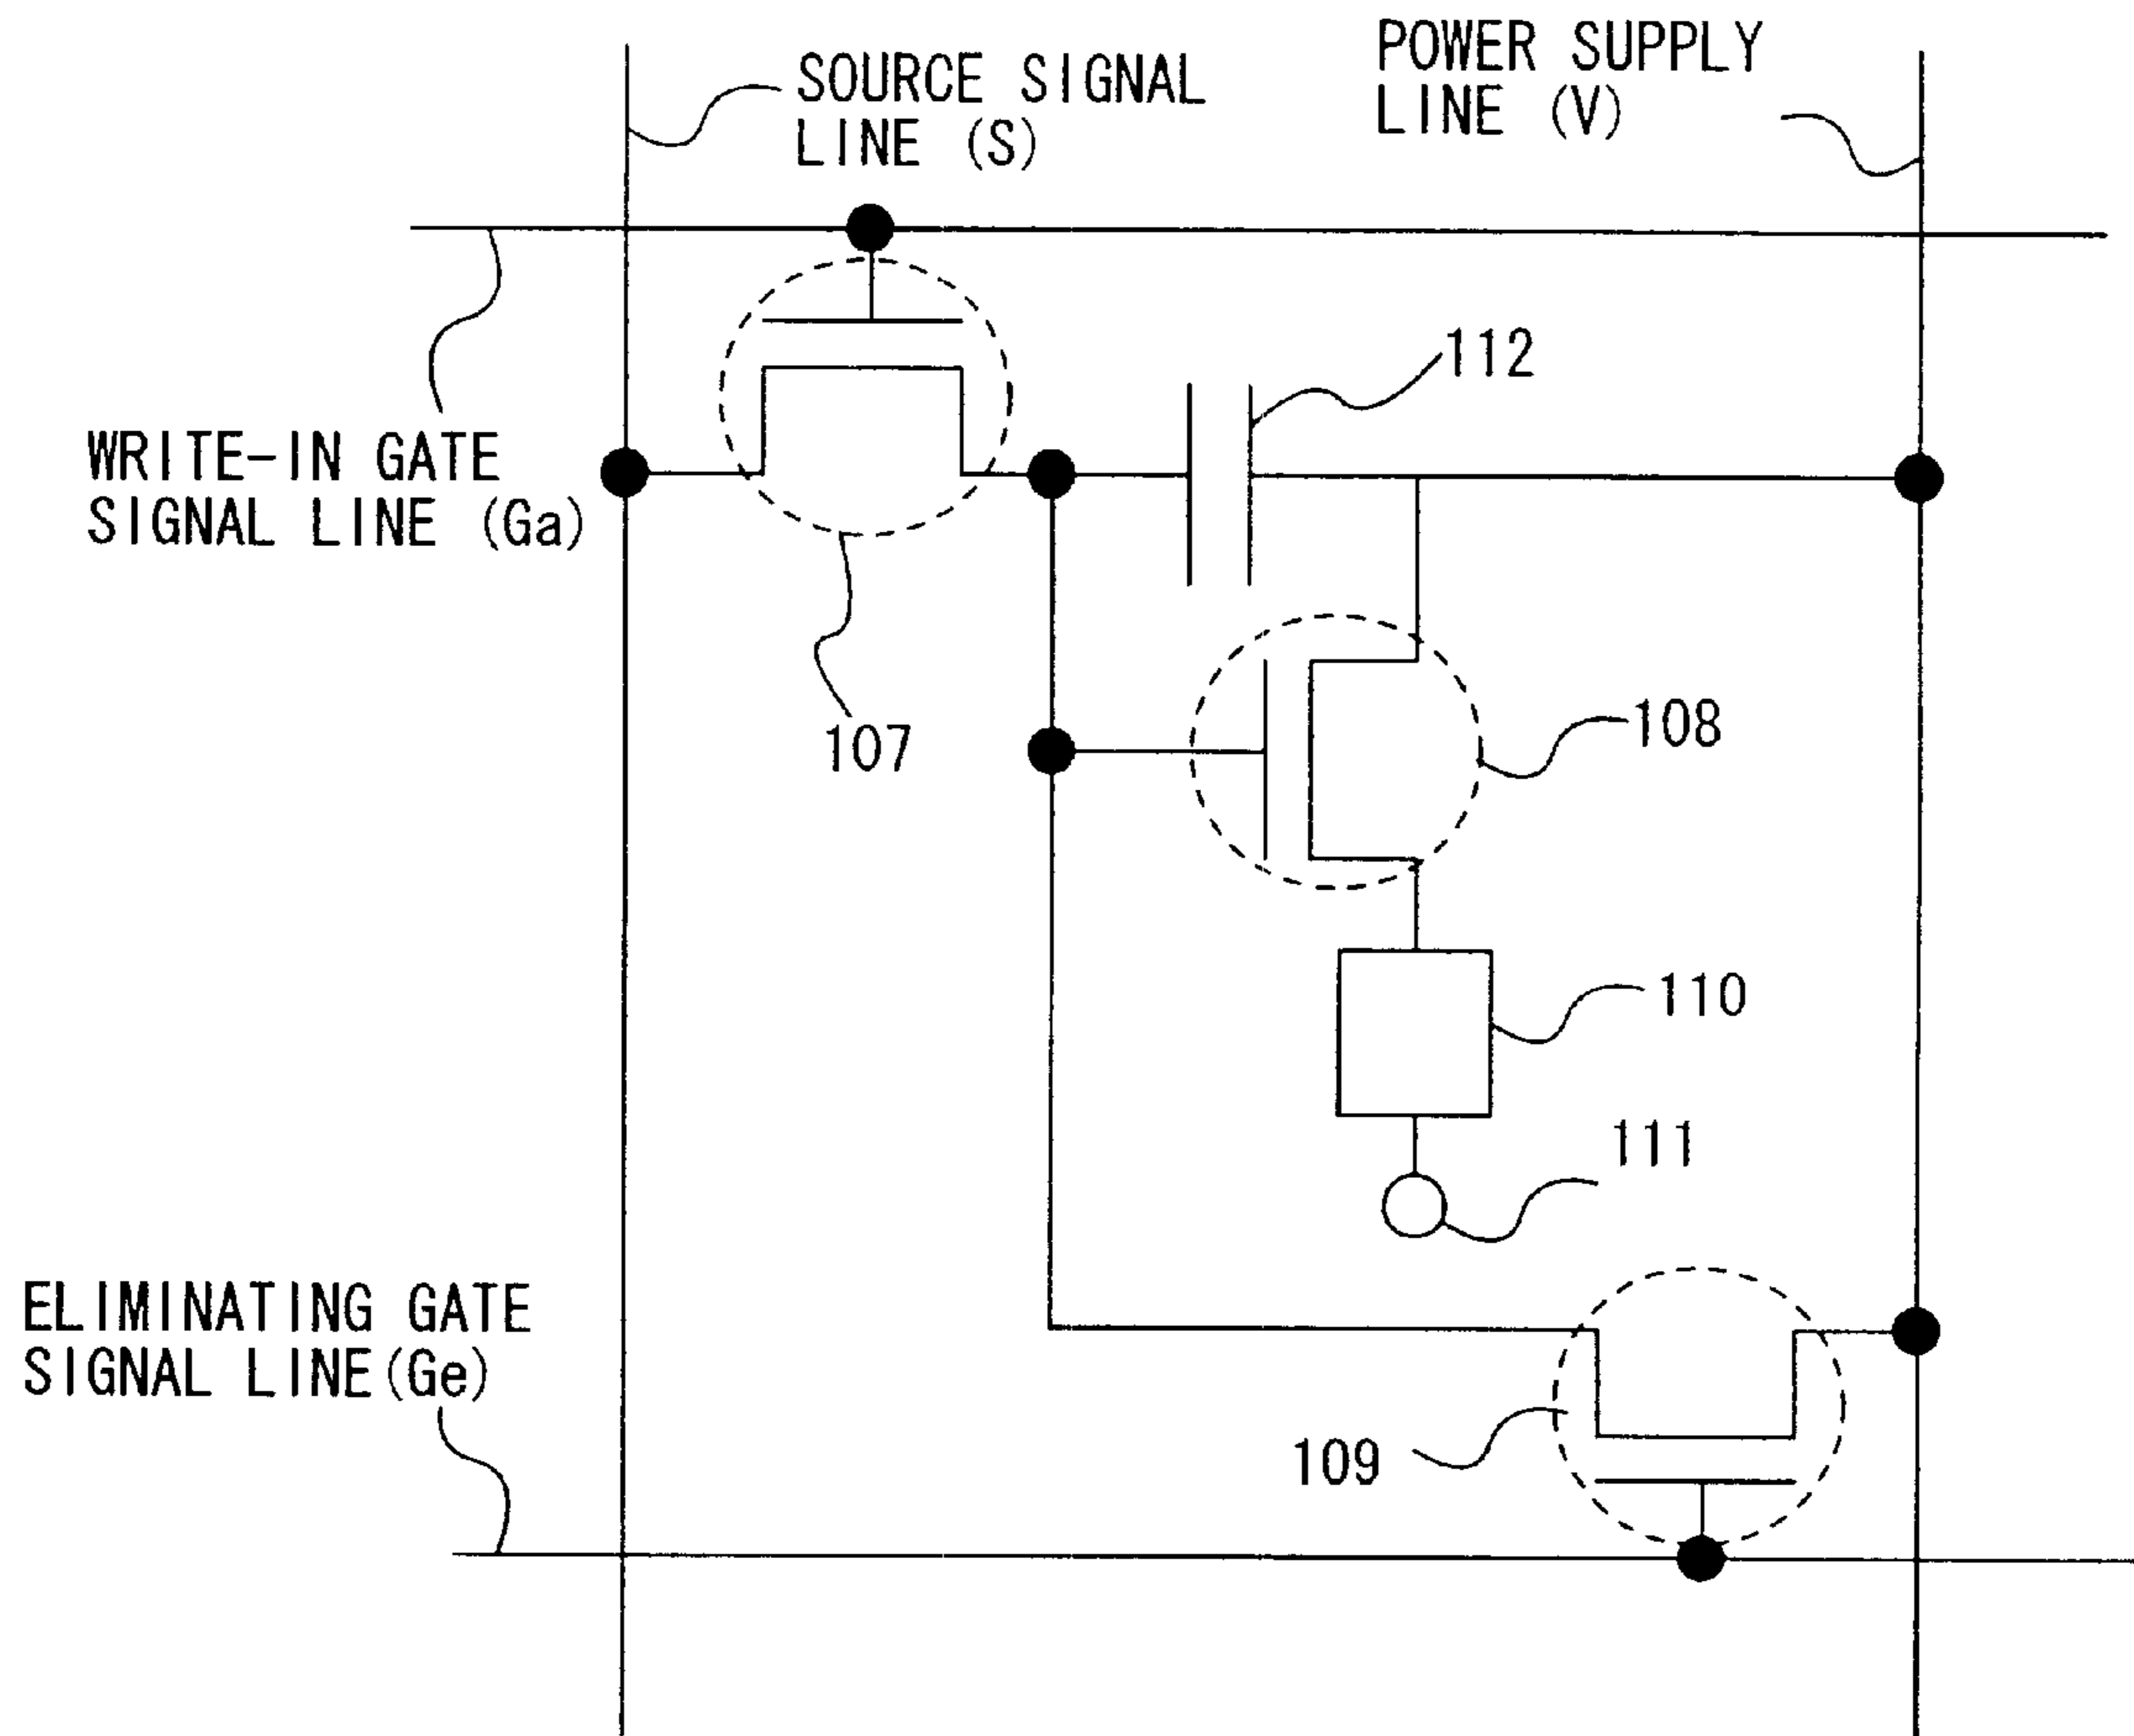 SOURCE SIGNAL
LINE (S)
POWER SUPPLY
LINE (V)
WRITE-IN GATE
SIGNAL LINE (Ga)
112
107
108
110
111
ELIMINATING GATE
SIGNAL LINE(Ge)
109